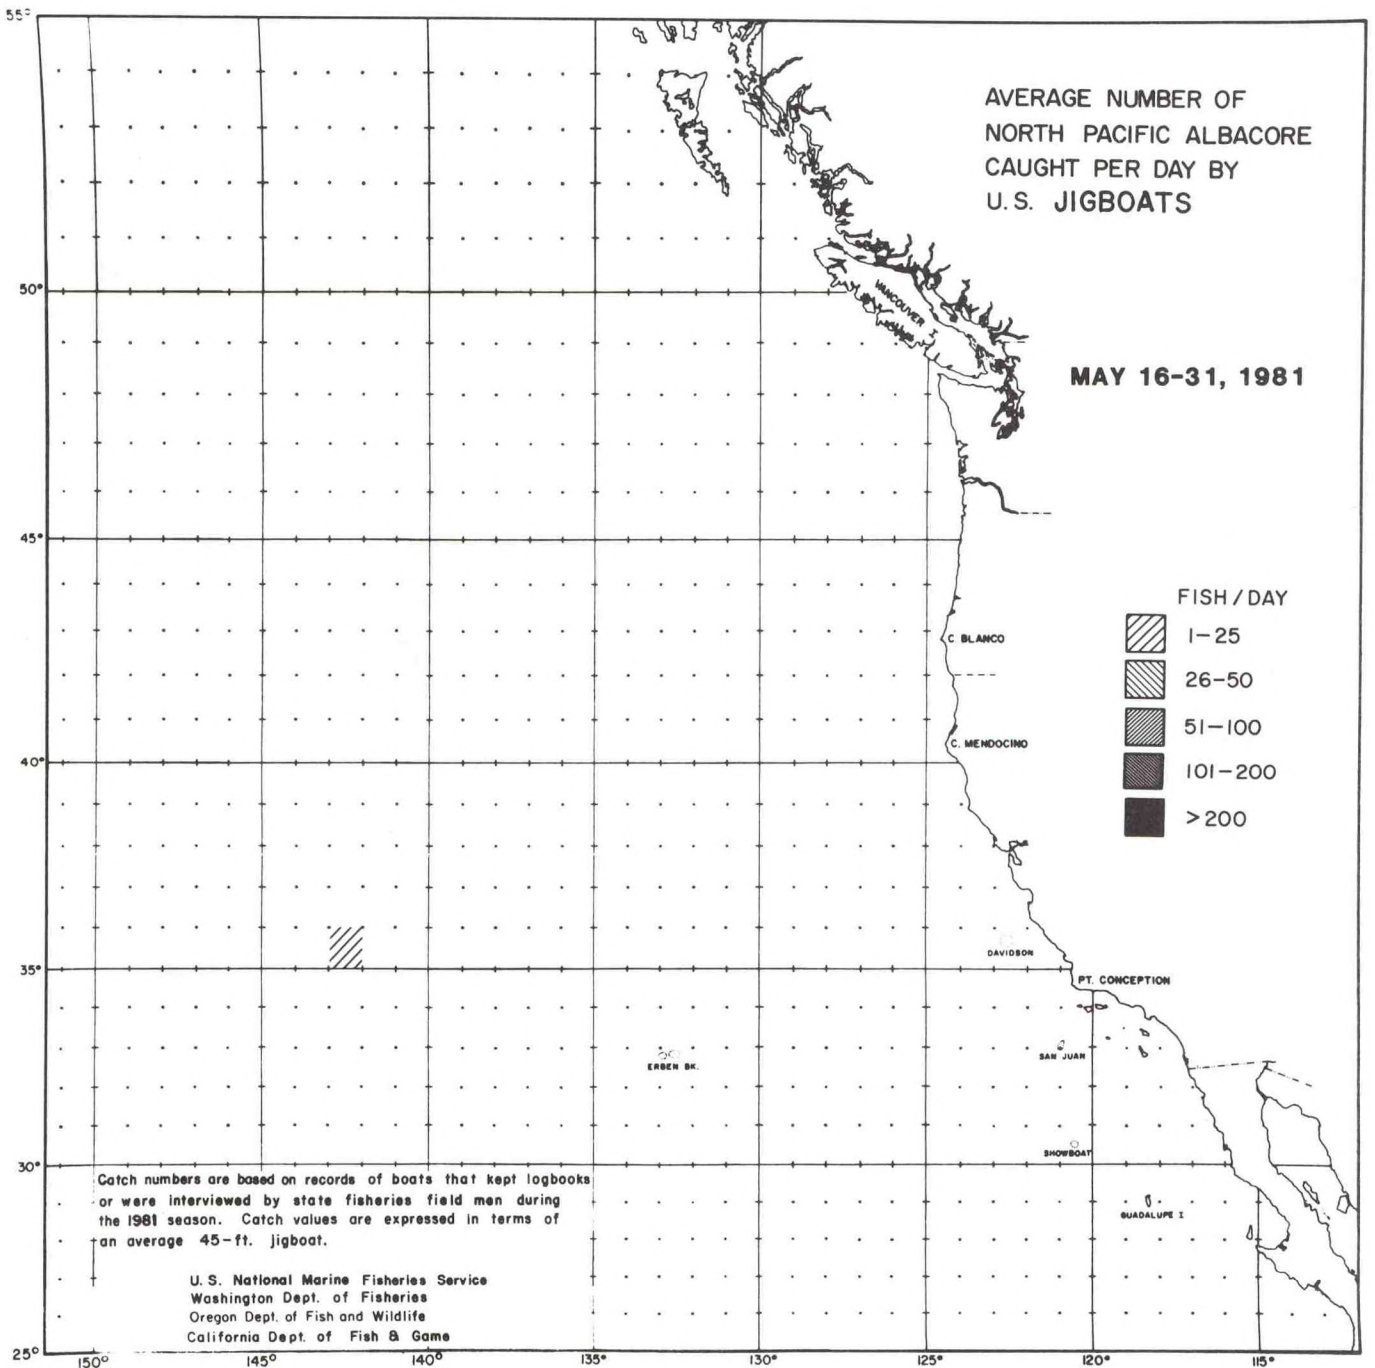 55°
AVERAGE NUMBER OF
NORTH PACIFIC ALBACORE
CAUGHT PER DAY BY
U.S. JIGBOATS
50°
VANCOUVER I.
MAY 16-31, 1981
45°
FISH/DAY
1-25
C. BLANCO
26-50
51-100
C. MENDOCINO
40°
101-200
>200
DAVIDSON
35°
PT. CONCEPTION
SAN JUAN
ERBEN BK.
SHOWBOAT
30°
Catch numbers are based on records of boats that kept logbooks
or were interviewed by state fisheries field men during
the 1981 season. Catch values are expressed in terms of
an average 45-ft. jigboat.
GUADALUPE I
U.S. National Marine Fisheries Service
Washington Dept. of Fisheries
Oregon Dept. of Fish and Wildlife
California Dept. of Fish & Game
25°
150° 145° 140° 135° 130° 125° 120° 115°